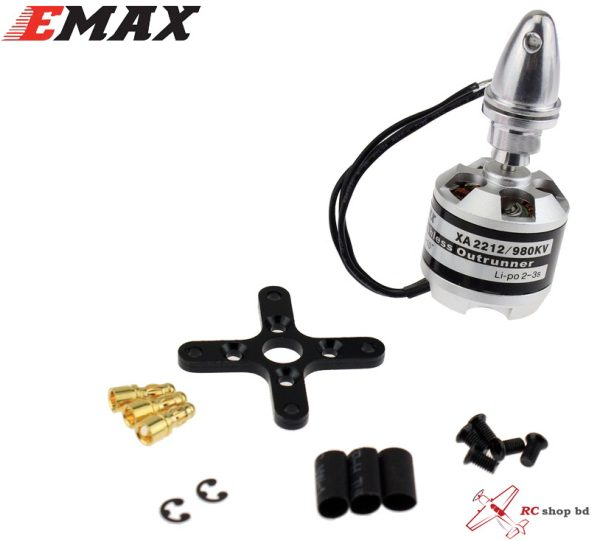 EMAX
XA 2212/980KV
Outrunner
Li-po 2-3s
RC shop bd